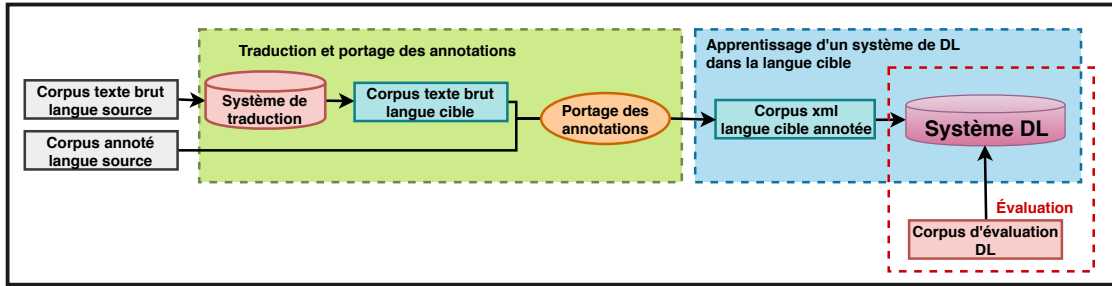 Traduction et portage des annotations
Apprentissage d'un système de DL
dans la langue cible
Corpus texte brut
langue source
Système de
traduction
Corpus texte brut
langue cible
Portage des
annotations
Corpus xml
langue cible annotée
Système DL
Corpus annoté
langue source
Évaluation
Corpus d'évaluation
DL